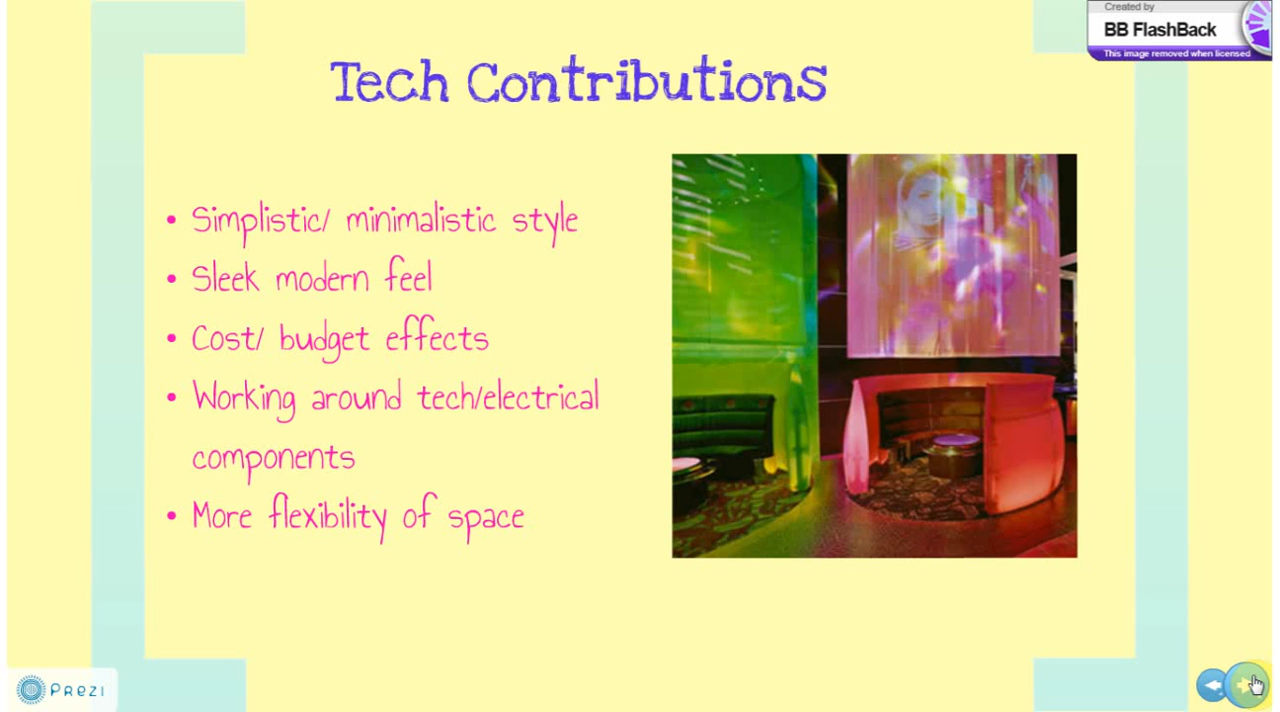 Created by
BB FlashBack
This image removed when licensed
Tech Contributions
• Simplistic/ minimalistic style
• Sleek modern feel
• Cost/ budget effects
• Working around tech/electrical
components
• More flexibility of space
PREZI